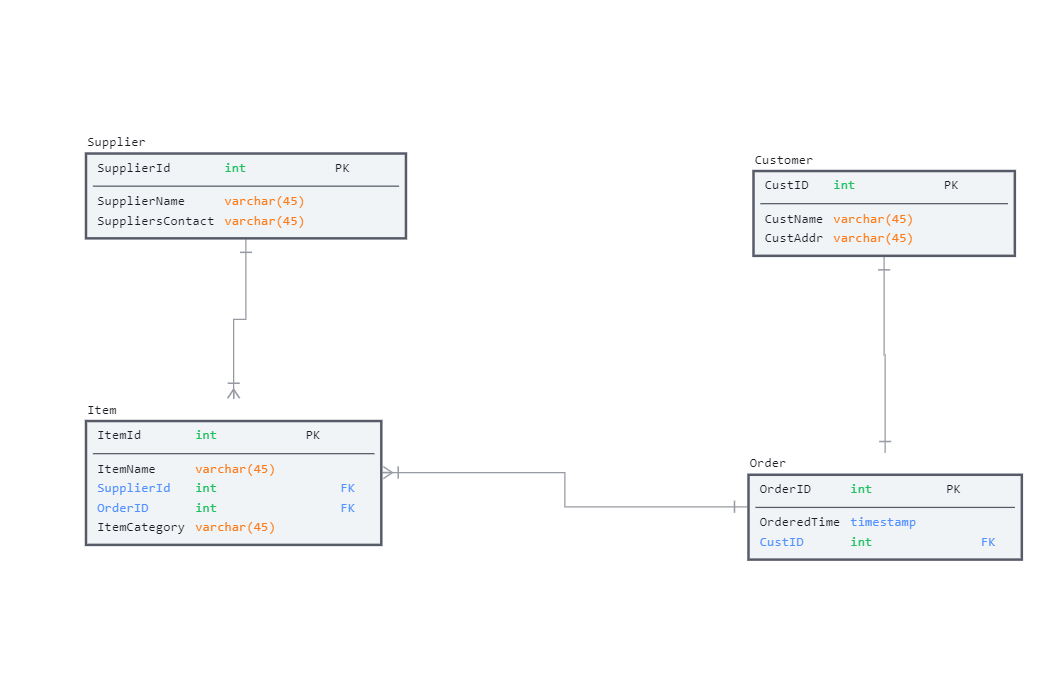 Supplier
SupplierId int PK
SupplierName varchar(45)
SuppliersContact varchar(45)
Customer
CustID int PK
CustName varchar(45)
CustAddr varchar(45)
Item
ItemId int PK
ItemName varchar(45)
SupplierId int FK
OrderID int FK
ItemCategory varchar(45)
Order
OrderID int PK
OrderedTime timestamp
CustID int FK